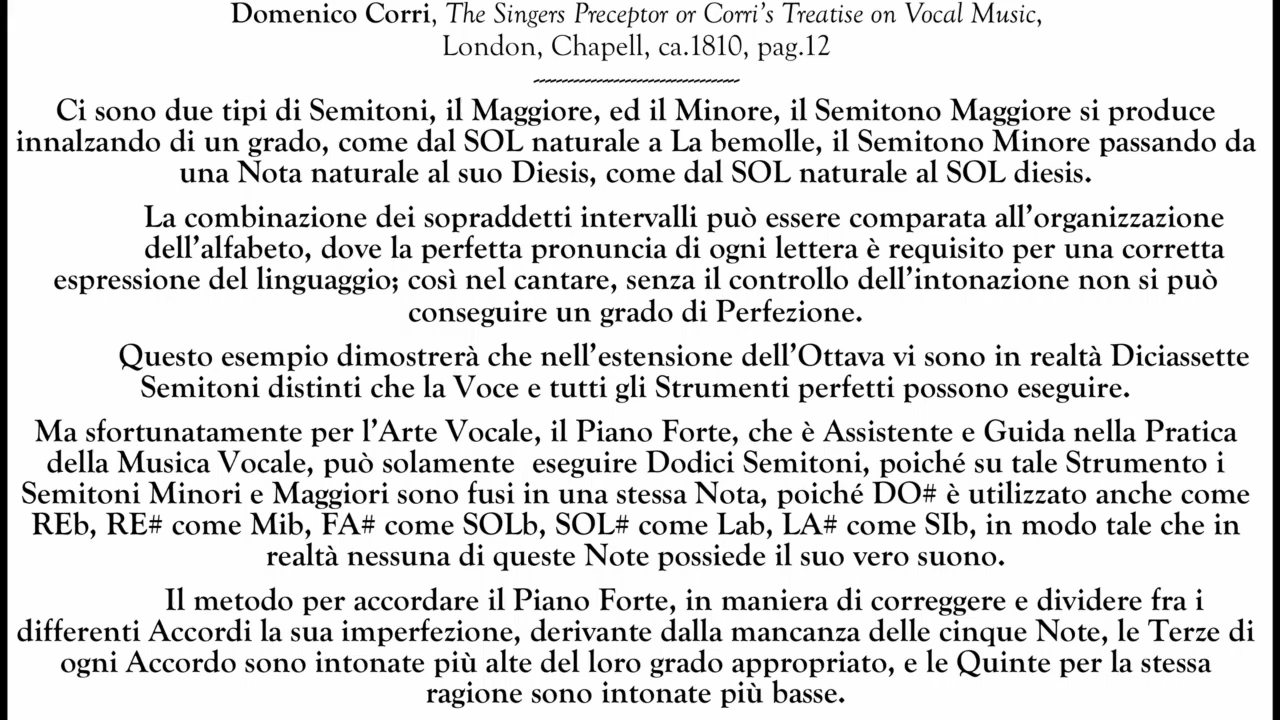 Domenico Corri, The Singers Preceptor or Corri's Treatise on Vocal Music,
London, Chapell, ca.1810, pag.12
Ci sono due tipi di Semitoni, il Maggiore, ed il Minore, il Semitono Maggiore si produce
innalzando di un grado, come dal SOL naturale a La bemolle, il Semitono Minore passando da
una Nota naturale al suo Diesis, come dal SOL naturale al SOL diesis.
La combinazione dei sopraddetti intervalli può essere comparata all'organizzazione
dell'alfabeto, dove la perfetta pronuncia di ogni lettera è requisito per una corretta
espressione del linguaggio; così nel cantare, senza il controllo dell'intonazione non si può
conseguire un grado di Perfezione.
Questo esempio dimostrerà che nell'estensione dell'Ottava vi sono in realtà Diciassette
Semitoni distinti che la Voce e tutti gli Strumenti perfetti possono eseguire.
Ma sfortunatamente per l'Arte Vocale, il Piano Forte, che è Assistente e Guida nella Pratica
della Musica Vocale, può solamente eseguire Dodici Semitoni, poiché su tale Strumento i
Semitoni Minori e Maggiori sono fusi in una stessa Nota, poiché DO# è utilizzato anche come
REb, RE# come Mib, FA# come SOLb, SOL# come Lab, LA# come SIb, in modo tale che in
realtà nessuna di queste Note possiede il suo vero suono.
Il metodo per accordare il Piano Forte, in maniera di correggere e dividere fra i
differenti Accordi la sua imperfezione, derivante dalla mancanza delle cinque Note, le Terze di
ogni Accordo sono intonate più alte del loro grado appropriato, e le Quinte per la stessa
ragione sono intonate più basse.